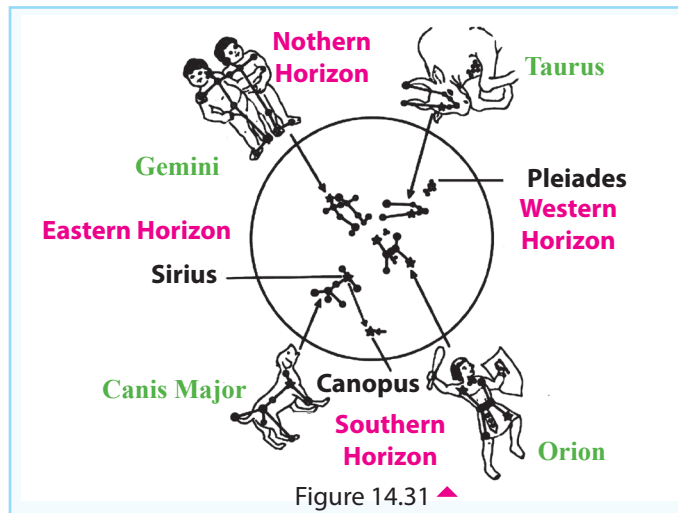 Nothern
Horizon
Taurus
Gemini
Pleiades
Western
Horizon
Eastern Horizon
Sirius
Canis Major
Canopus
Southern
Horizon
Orion
Figure 14.31